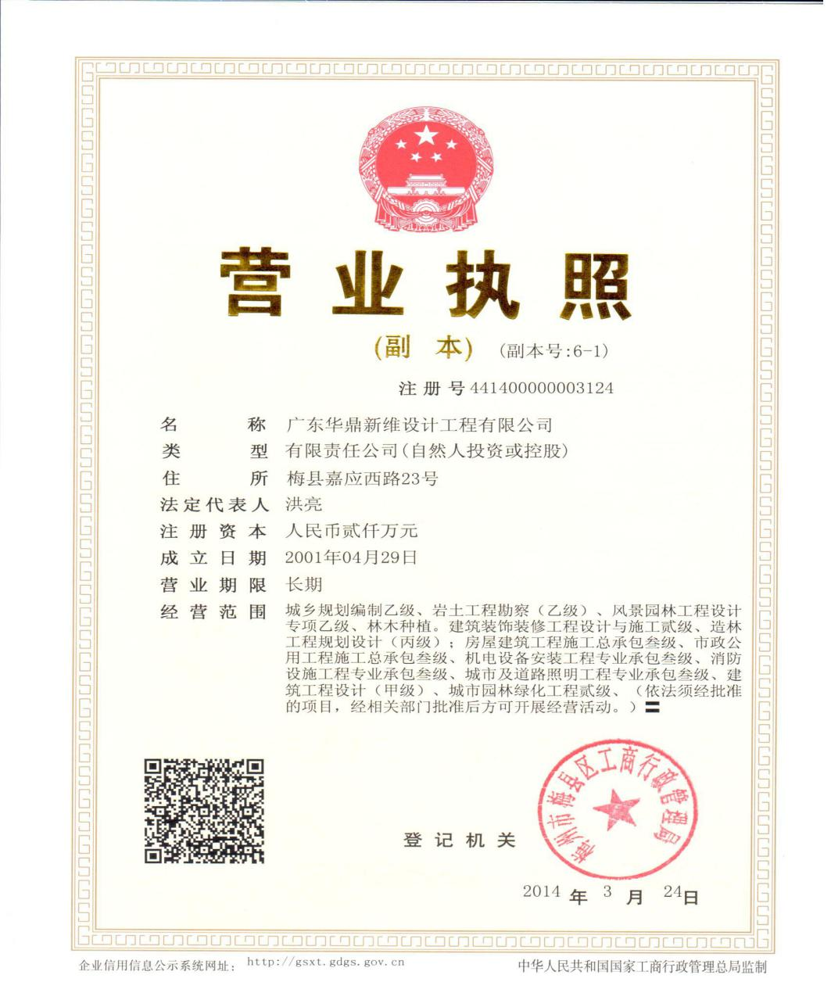 营业执照
(副 本) (副本号:6-1)
注册号441400000003124
名称 广东华鼎新维设计工程有限公司
类型 有限责任公司(自然人投资或控股)
住所 梅县嘉应西路23号
法定代表人 洪亮
注册资本 人民币贰仟万元
成立日期 2001年04月29日
营业期限 长期
经营范围 城乡规划编制乙级、岩土工程勘察（乙级）、风景园林工程设计
专项乙级、林木种植。建筑装饰装修工程设计与施工贰级、造林
工程规划设计（丙级）；房屋建筑工程施工总承包叁级、市政公
用工程施工总承包叁级、机电设备安装工程专业承包叁级、消防
设施工程专业承包叁级、城市及道路照明工程专业承包叁级、建
筑工程设计（甲级）、城市园林绿化工程贰级、（依法须经批准
的项目，经相关部门批准后方可开展经营活动。）〓
梅州市梅县区工商行政管理局
登记机关
2014 年 3 月 24日
企业信用信息公示系统网址： http://gsxt.gdgs.gov.cn
中华人民共和国国家工商行政管理总局监制